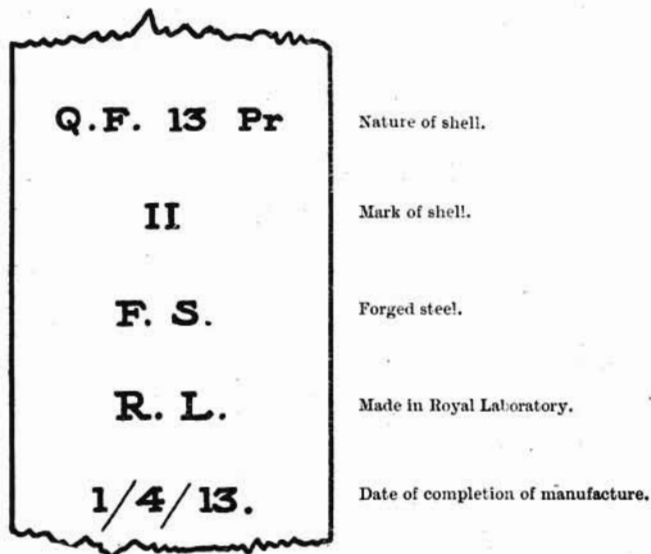 Q.F. 13 Pr Nature of shell.
II Mark of shell.
F. S. Forged steel.
R. L. Made in Royal Laboratory.
1/4/13. Date of completion of manufacture.